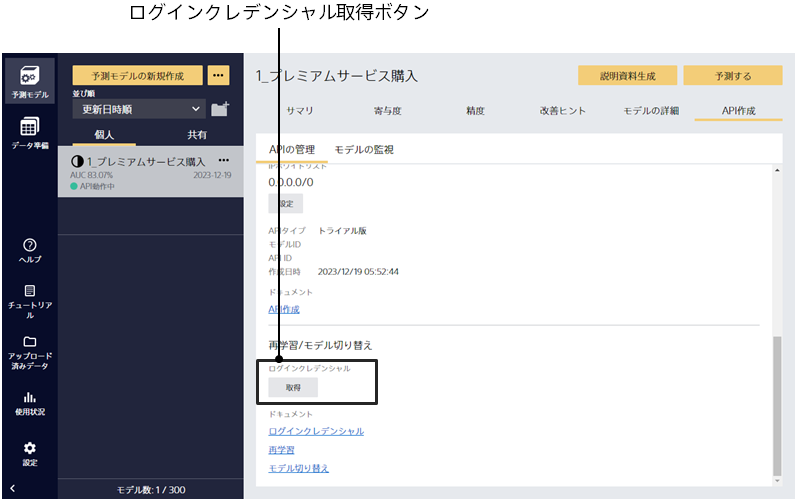 ログインクレデンシャル取得ボタン
予測モデル
データ準備
ヘルプ
チュートリアル
アップロード
済みデータ
使用状況
設定
予測モデルの新規作成
並び順
更新日時順
個人
共有
1_プレミアムサービス購入
AUC 83.07%
2023-12-19
API動作中
モデル数: 1 / 300
1_プレミアムサービス購入
説明資料生成
予測する
サマリ
寄与度
精度
改善ヒント
モデルの詳細
API作成
APIの管理
モデルの監視
IPホワイトリスト
0.0.0.0/0
設定
APIタイプ
トライアル版
モデルID
API ID
作成日時
2023/12/19 05:52:44
ドキュメント
API作成
再学習/モデル切り替え
ログインクレデンシャル
取得
ドキュメント
ログインクレデンシャル
再学習
モデル切り替え